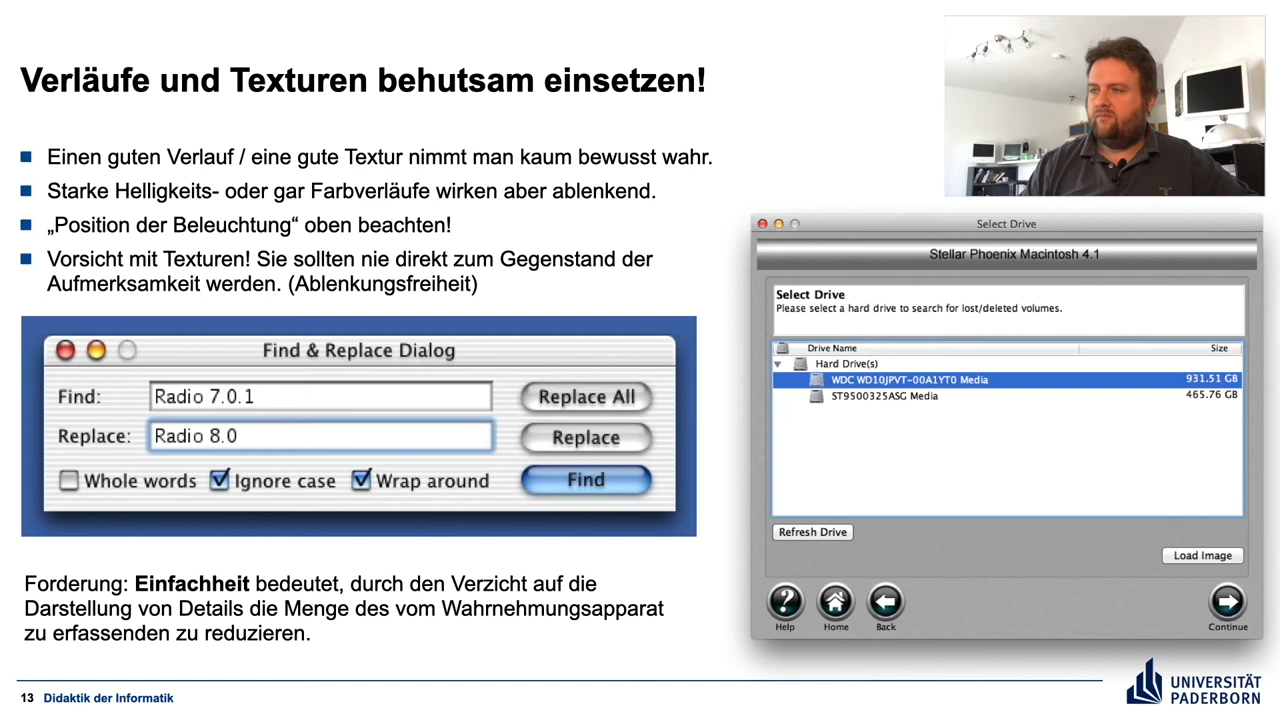 Verläufe und Texturen behutsam einsetzen!
Einen guten Verlauf / eine gute Textur nimmt man kaum bewusst wahr.
Starke Helligkeits- oder gar Farbverläufe wirken aber ablenkend.
„Position der Beleuchtung“ oben beachten!
Vorsicht mit Texturen! Sie sollten nie direkt zum Gegenstand der
Aufmerksamkeit werden. (Ablenkungsfreiheit)
Find & Replace Dialog
Find: Radio 7.0.1 Replace All
Replace: Radio 8.0 Replace
Whole words Ignore case Wrap around Find
Forderung: Einfachheit bedeutet, durch den Verzicht auf die
Darstellung von Details die Menge des vom Wahrnehmungsapparat
zu erfassenden zu reduzieren.
Select Drive
Stellar Phoenix Macintosh 4.1
Select Drive
Please select a hard drive to search for lost/deleted volumes.
Drive Name Size
Hard Drive(s)
WDC WD10JPVT-00A1YT0 Media 931.51 GB
ST9500325ASG Media 465.76 GB
Refresh Drive
Load Image
? 
Help Home Back Continue
13 Didaktik der Informatik
UNIVERSITÄT
PADERBORN